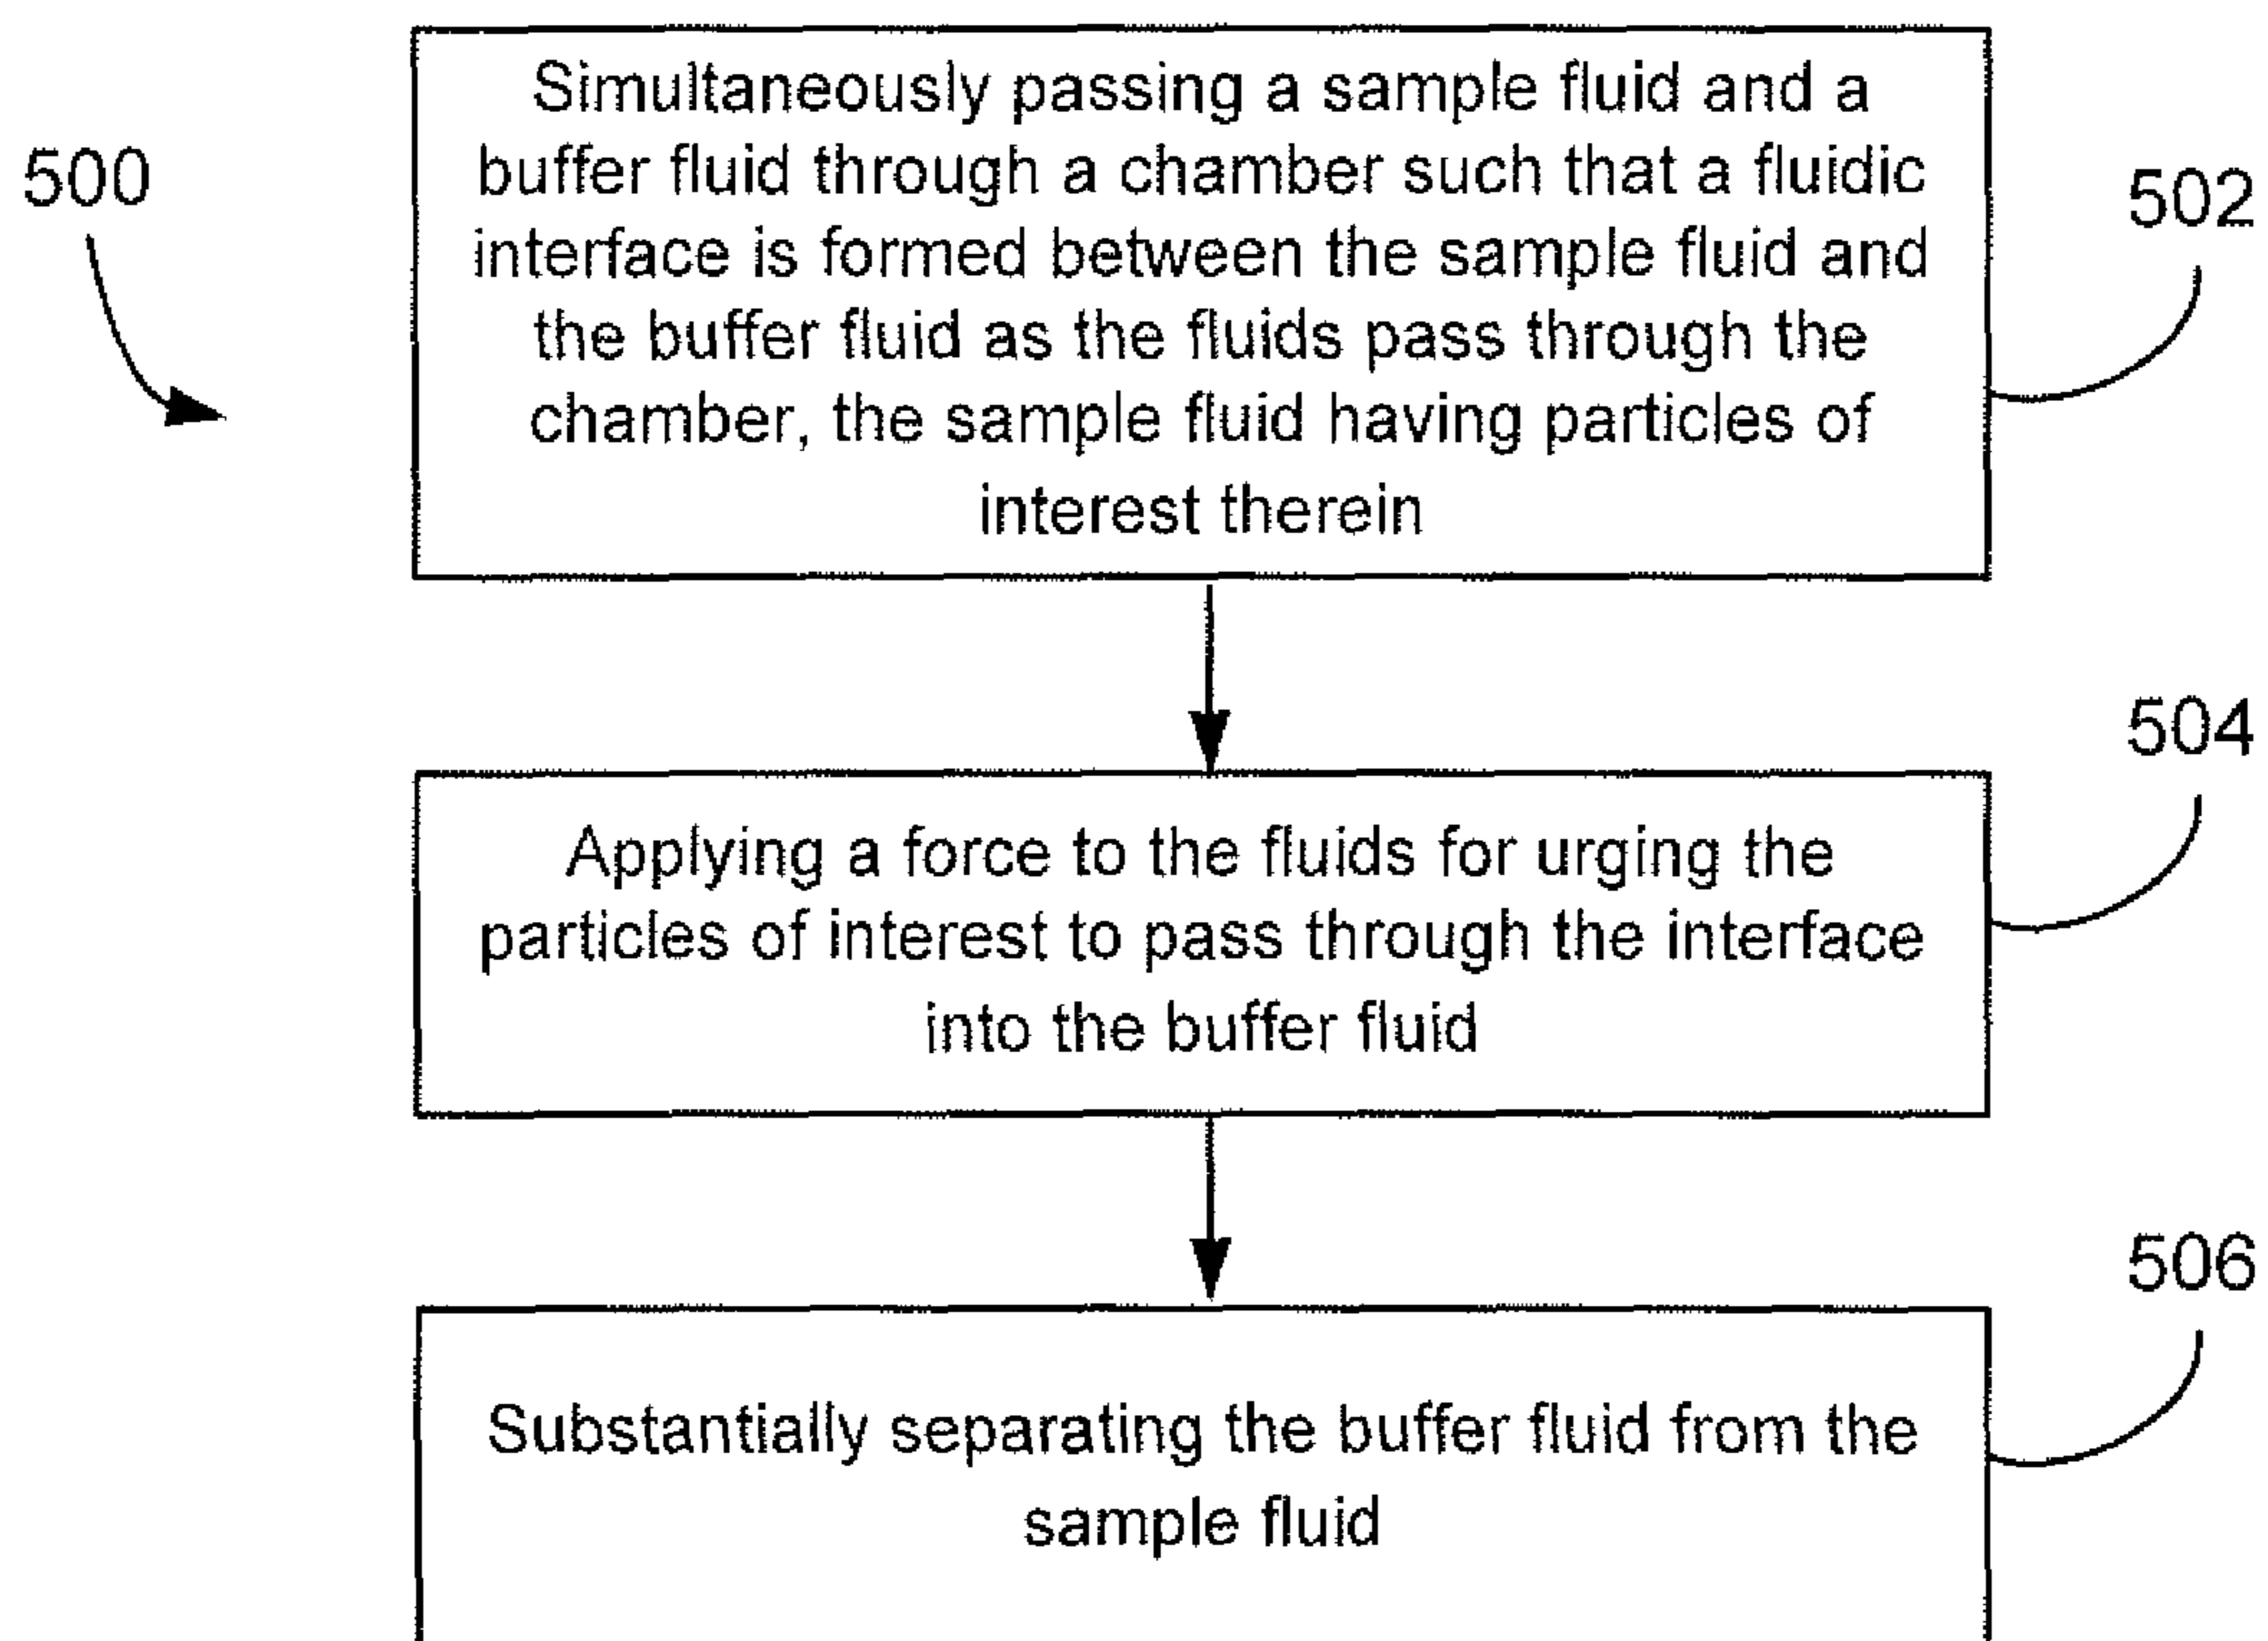 500
Simultaneously passing a sample fluid and a
buffer fluid through a chamber such that a fluidic
interface is formed between the sample fluid and
the buffer fluid as the fluids pass through the
chamber, the sample fluid having particles of
interest therein
502
504
Applying a force to the fluids for urging the
particles of interest to pass through the interface
into the buffer fluid
506
Substantially separating the buffer fluid from the
sample fluid